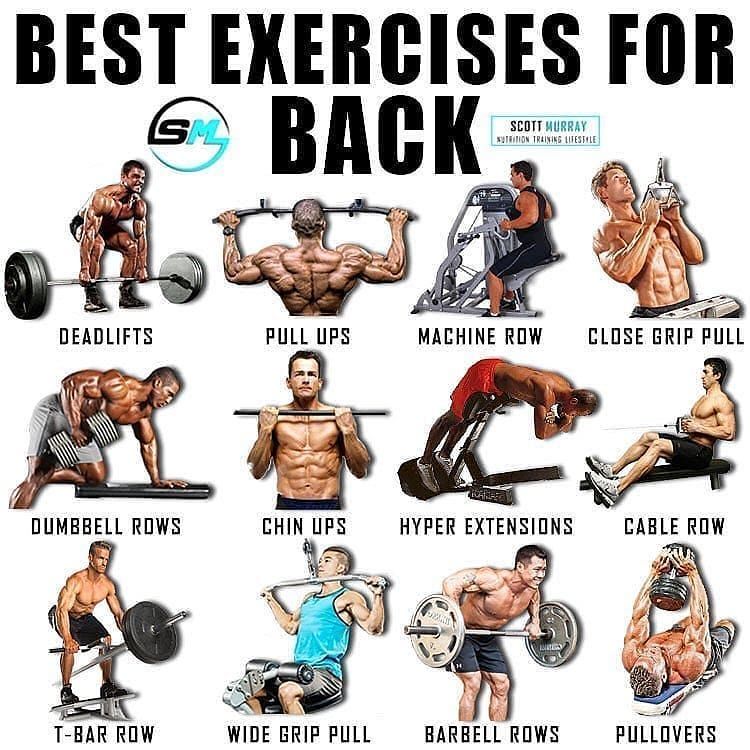 BEST EXERCISES FOR
BACK
SM
SCOTT MURRAY
NUTRITION TRAINING LIFESTYLE
DEADLIFTS
PULL UPS
MACHINE ROW
CLOSE GRIP PULL
DUMBBELL ROWS
CHIN UPS
HYPER EXTENSIONS
CABLE ROW
T-BAR ROW
WIDE GRIP PULL
BARBELL ROWS
PULLOVERS